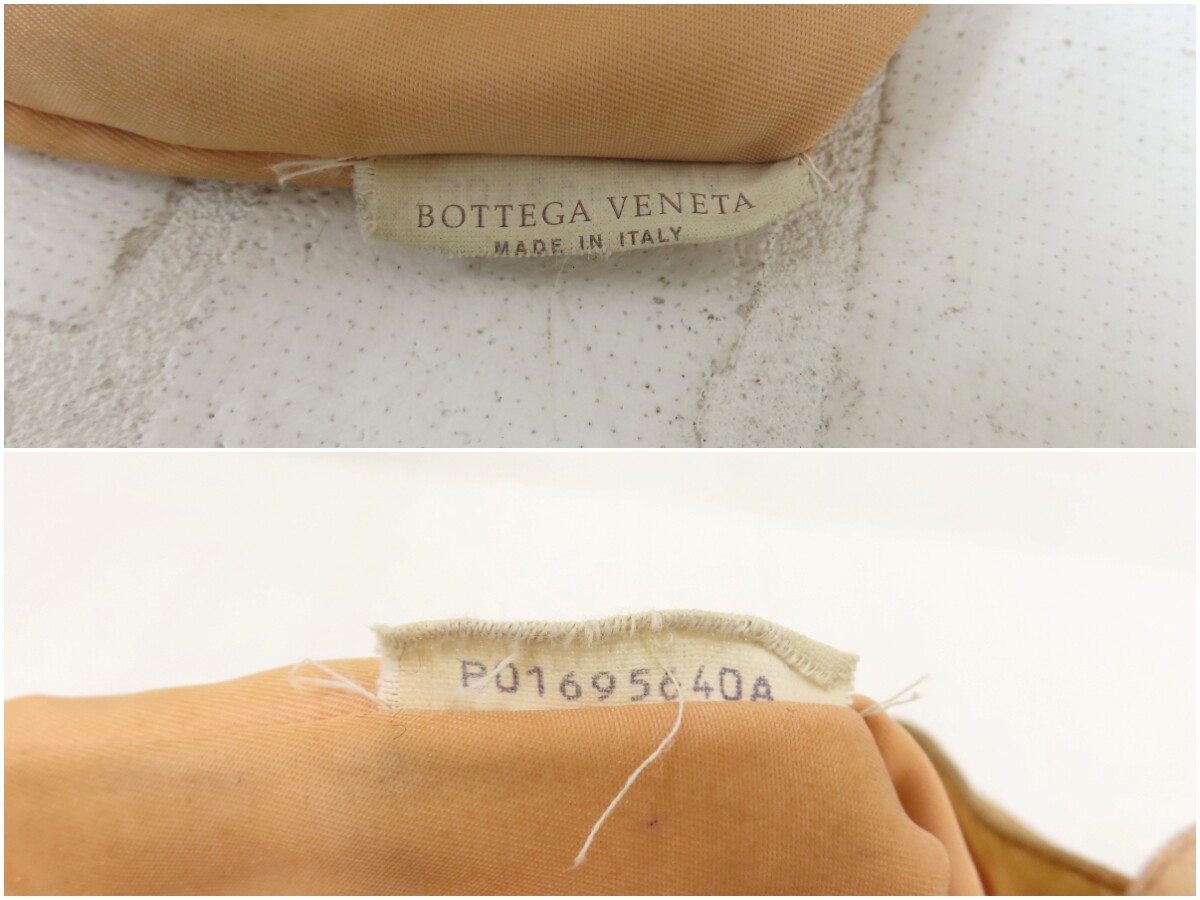 BOTTEGA VENETA
MADE IN ITALY
P01695640A